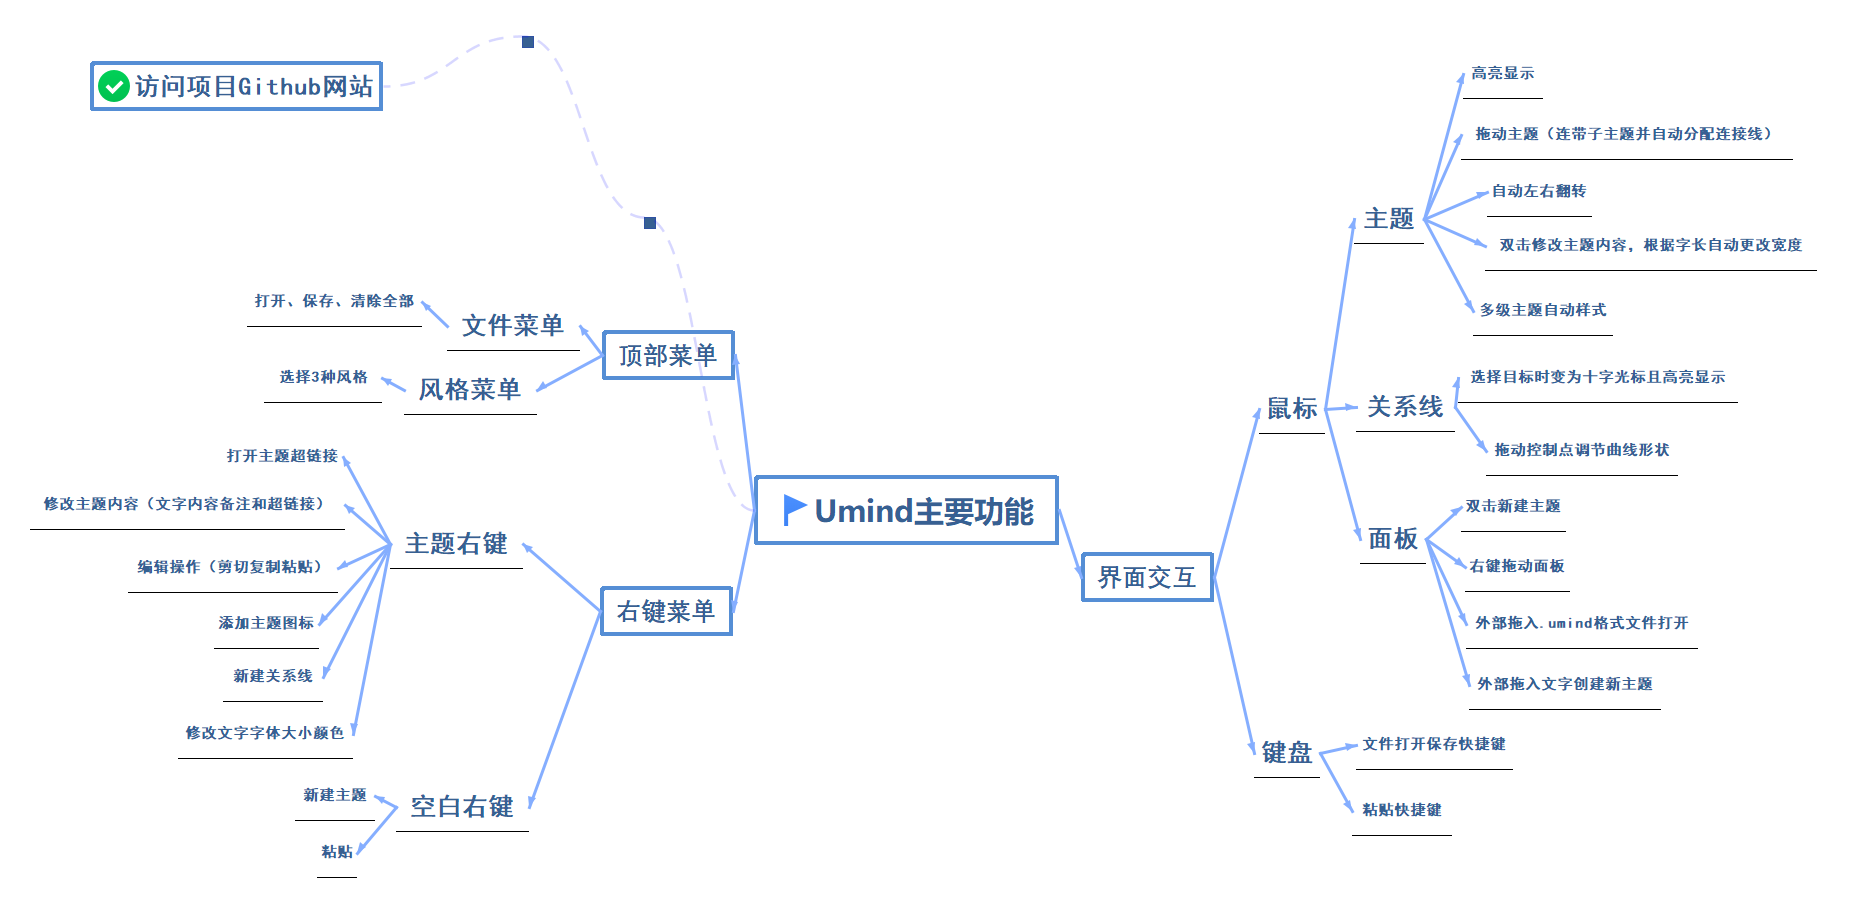 访问项目Github网站
Umind主要功能
顶部菜单
文件菜单
打开、保存、清除全部
风格菜单
选择3种风格
右键菜单
主题右键
打开主题超链接
修改主题内容（文字内容备注和超链接）
编辑操作（剪切复制粘贴）
添加主题图标
新建关系线
修改文字字体大小颜色
空白右键
新建主题
粘贴
界面交互
鼠标
主题
高亮显示
拖动主题（连带子主题并自动分配连接线）
自动左右翻转
双击修改主题内容，根据字长自动更改宽度
多级主题自动样式
关系线
选择目标时变为十字光标且高亮显示
拖动控制点调节曲线形状
面板
双击新建主题
右键拖动面板
外部拖入.umind格式文件打开
外部拖入文字创建新主题
键盘
文件打开保存快捷键
粘贴快捷键